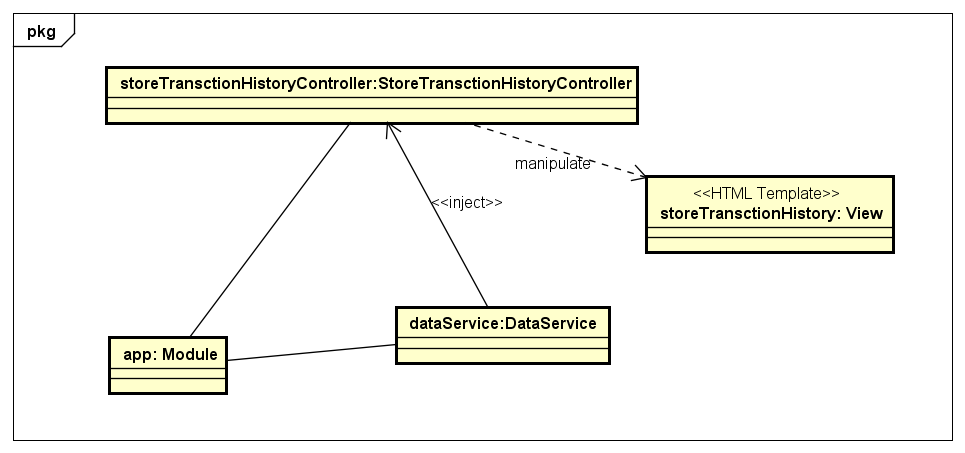 pkg
storeTransctionHistoryController:StoreTransctionHistoryController
manipulate
<<HTML Template>>
storeTransctionHistory: View
<<inject>>
dataService:DataService
app: Module